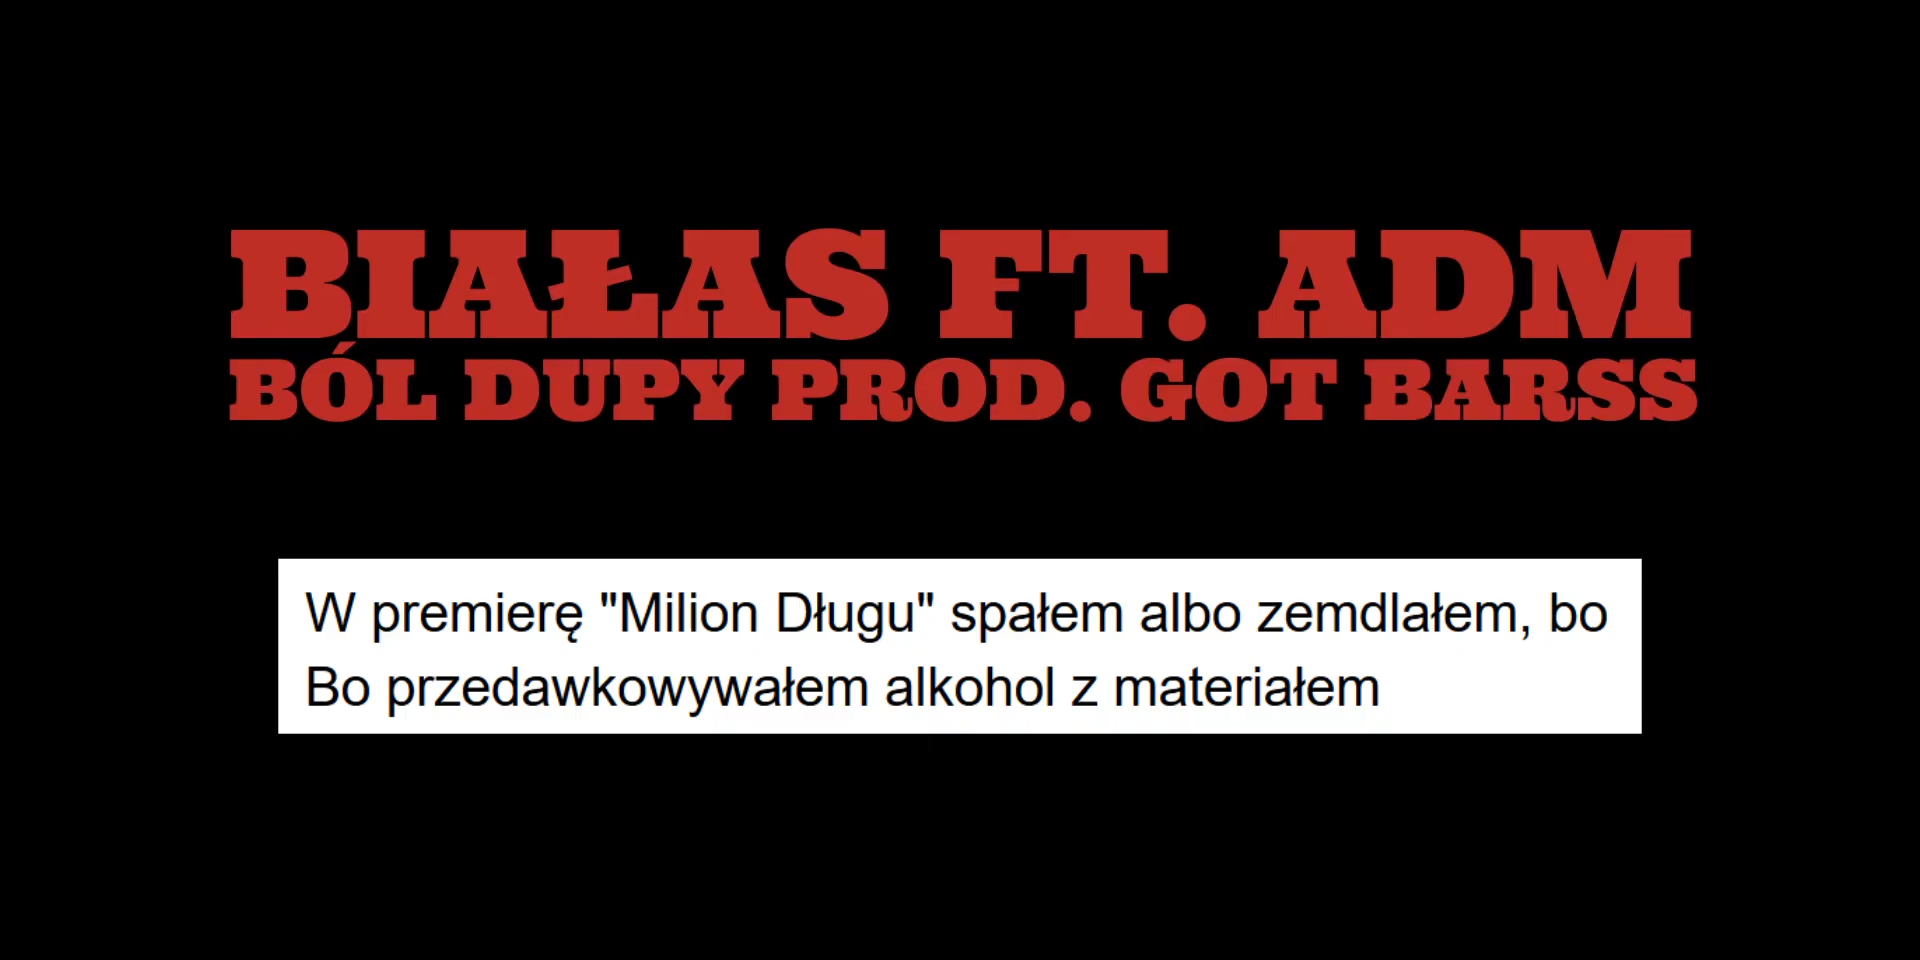 BIAŁAS FT. ADM
BÓL DUPY PROD. GOT BARSS
W premierę "Milion Długu" spałem albo zemdlałem, bo
Bo przedawkowywałem alkohol z materiałem